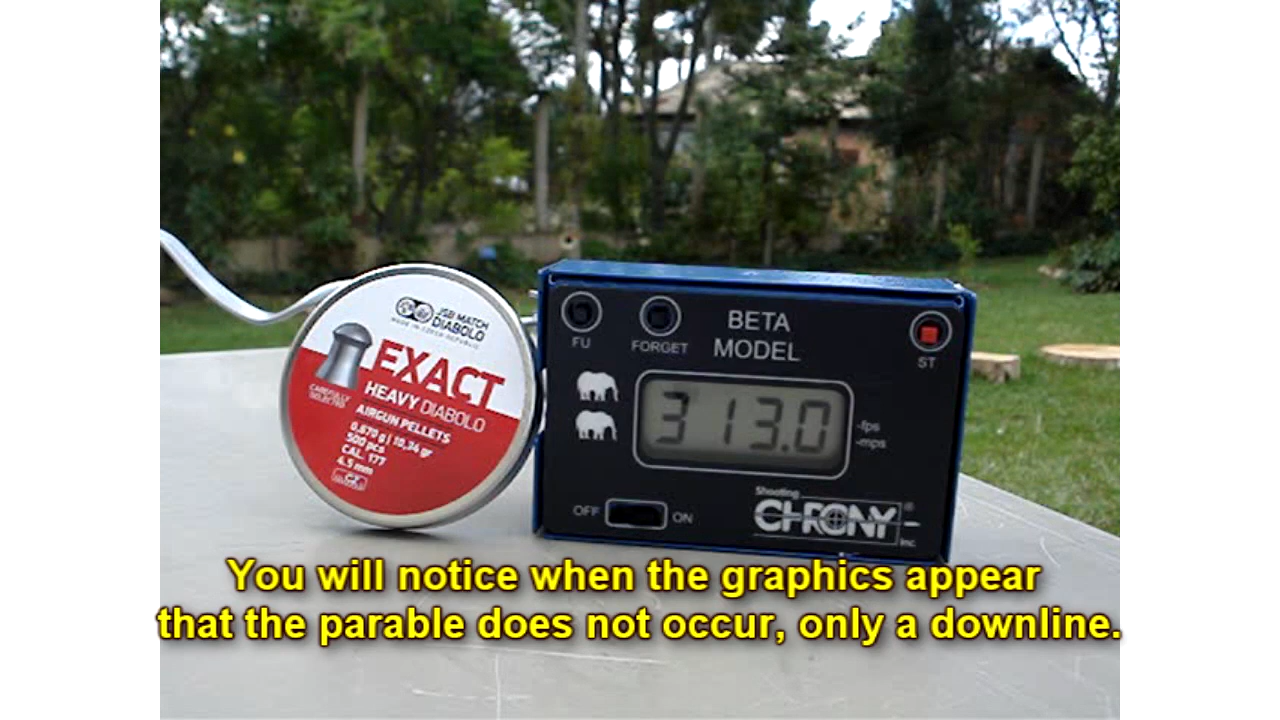 JSB MATCH
DIABOLO
MADE IN CZECH REPUBLIC
EXACT
HEAVY DIABOLO
CAREFULLY
SELECTED
AIRGUN PELLETS
0,670 g | 10,34 gr
500 pcs
CAL. 177
4.5 mm
BETA
MODEL
FU
FORGET
ST
313.0
-fps
-mps
OFF
ON
Shooting
CHRONY
®
Inc.
You will notice when the graphics appear
that the parable does not occur, only a downline.